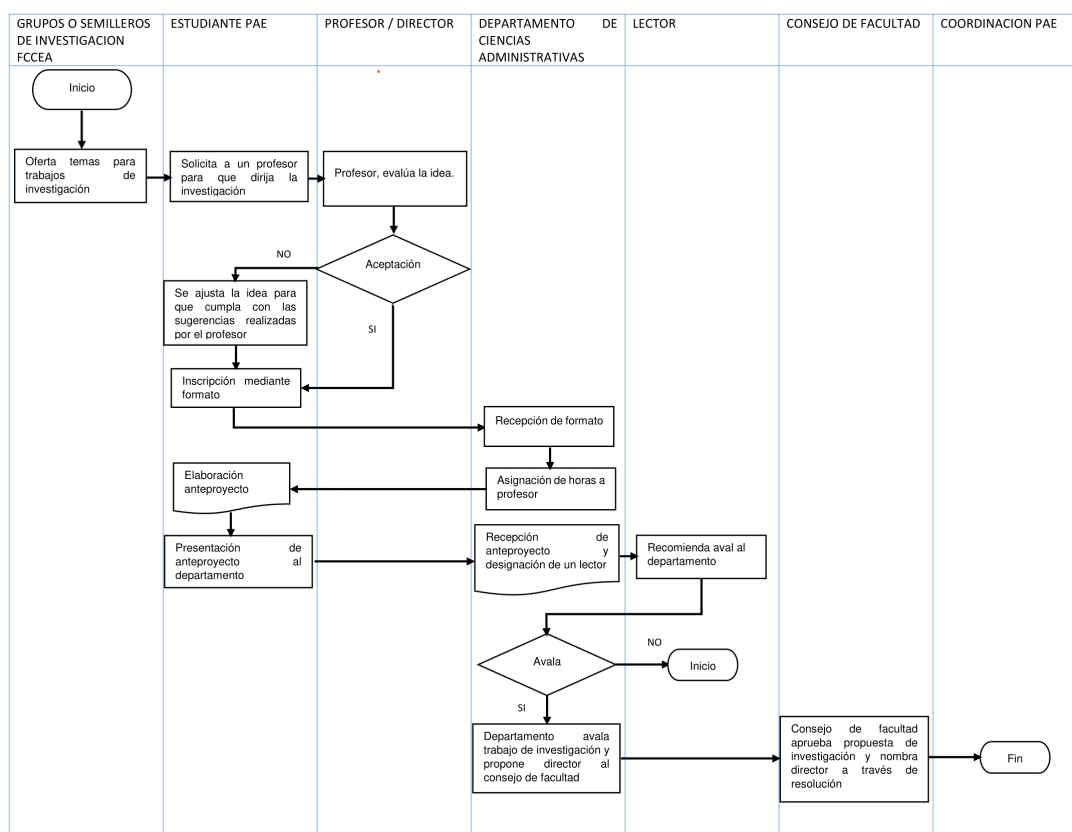 GRUPOS O SEMILLEROS
DE INVESTIGACION
FCCEA
ESTUDIANTE PAE
PROFESOR / DIRECTOR
DEPARTAMENTO DE
CIENCIAS
ADMINISTRATIVAS
LECTOR
CONSEJO DE FACULTAD
COORDINACION PAE
Inicio
Oferta temas para
trabajos de
investigación
Solicita a un profesor
para que dirija la
investigación
Profesor, evalúa la idea.
Aceptación
NO
SI
Se ajusta la idea para
que cumpla con las
sugerencias realizadas
por el profesor
Inscripción mediante
formato
Recepción de formato
Asignación de horas a
profesor
Elaboración
anteproyecto
Presentación de
anteproyecto al
departamento
Recepción de
anteproyecto y
designación de un lector
Recomienda aval al
departamento
Avala
NO
Inicio
SI
Departamento avala
trabajo de investigación y
propone director al
consejo de facultad
Consejo de facultad
aprueba propuesta de
investigación y nombra
director a través de
resolución
Fin